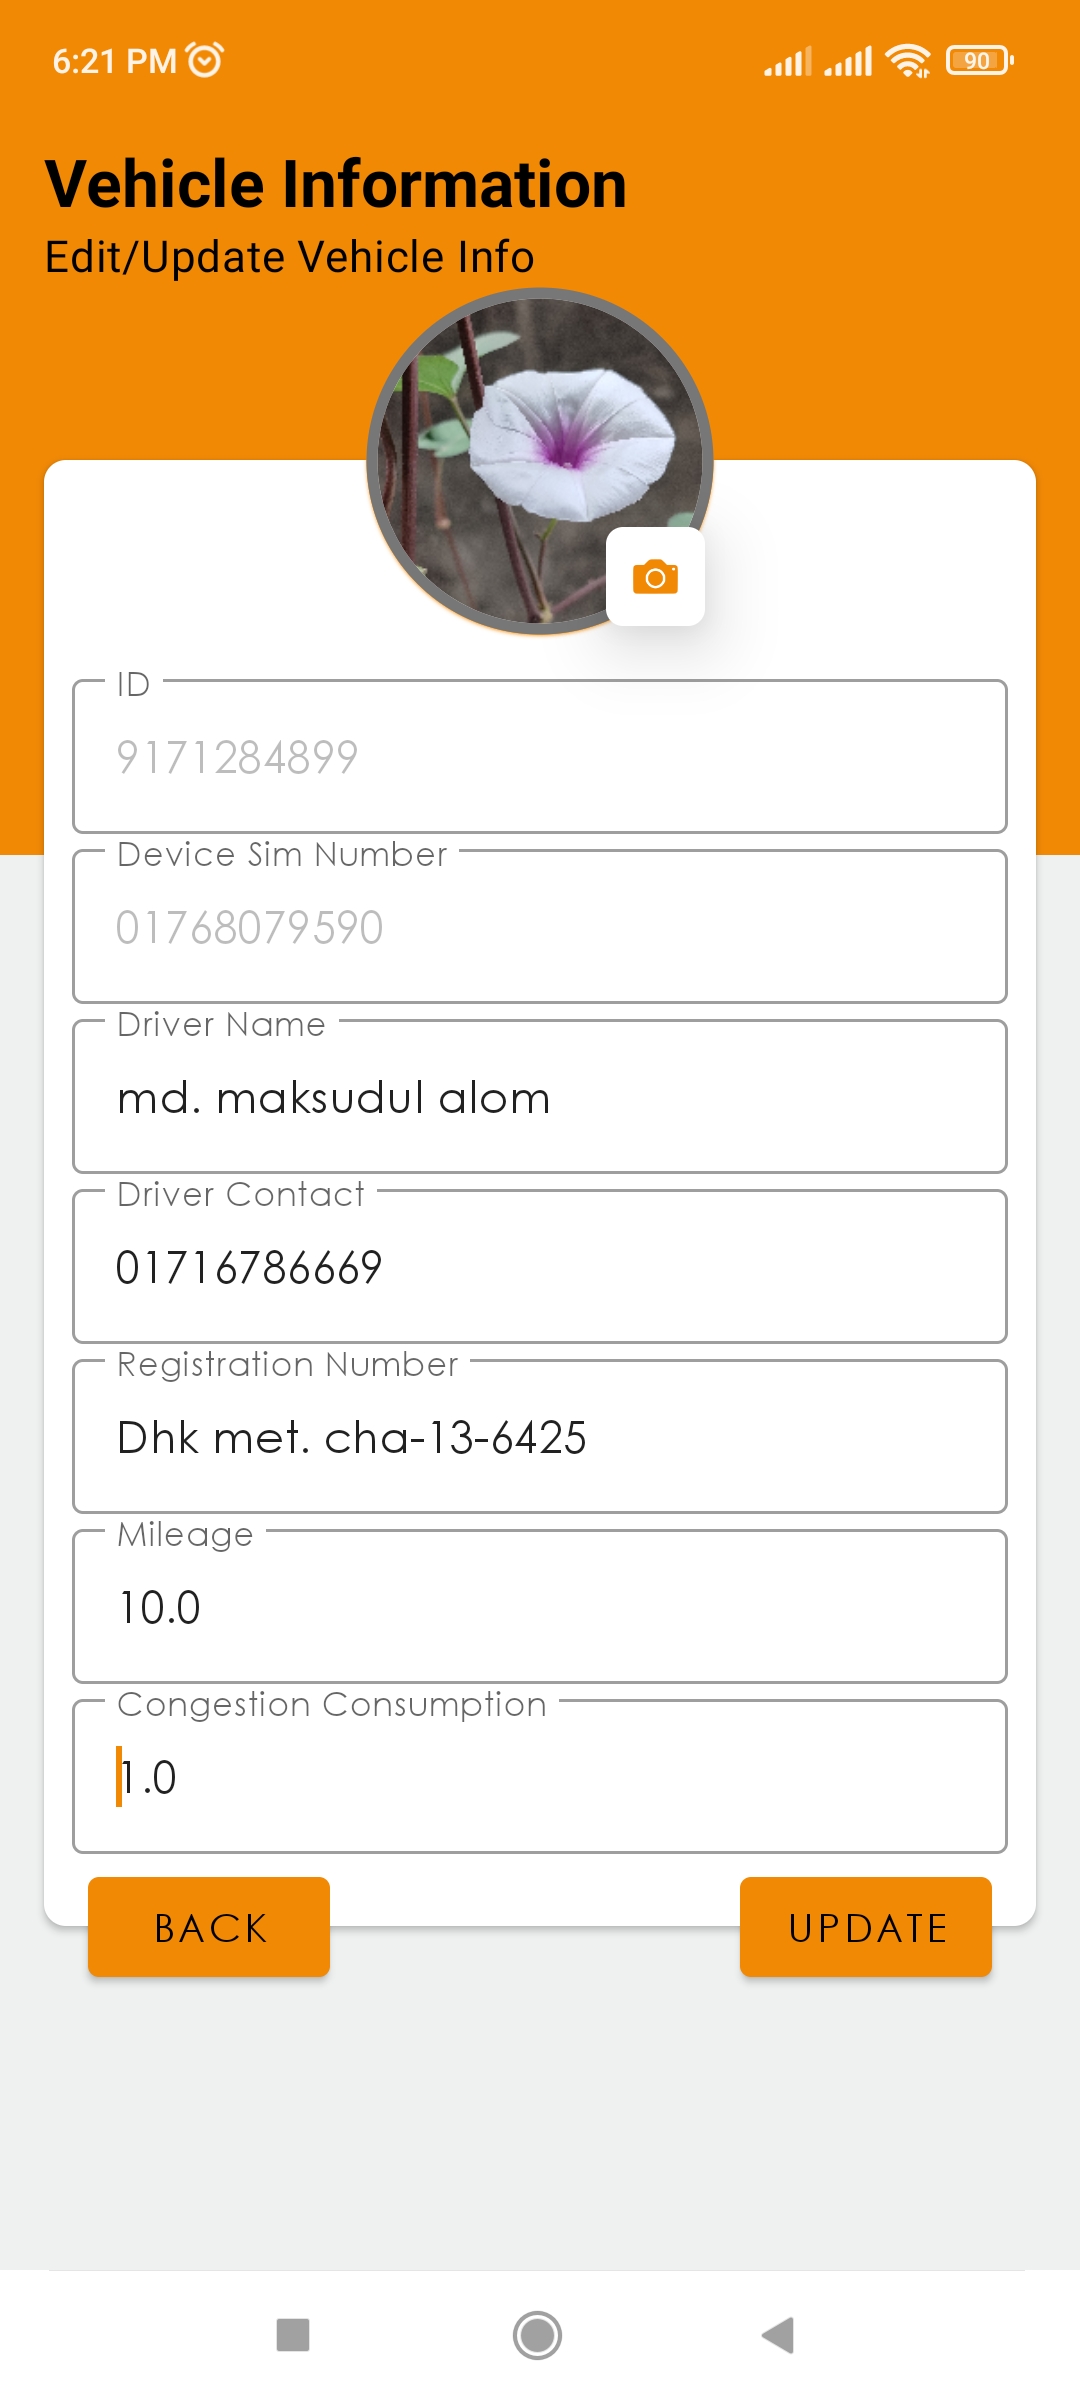 6:21 PM
90
Vehicle Information
Edit/Update Vehicle Info
ID
9171284899
Device Sim Number
01768079590
Driver Name
md. maksudul alom
Driver Contact
01716786669
Registration Number
Dhk met. cha-13-6425
Mileage
10.0
Congestion Consumption
1.0
BACK
UPDATE